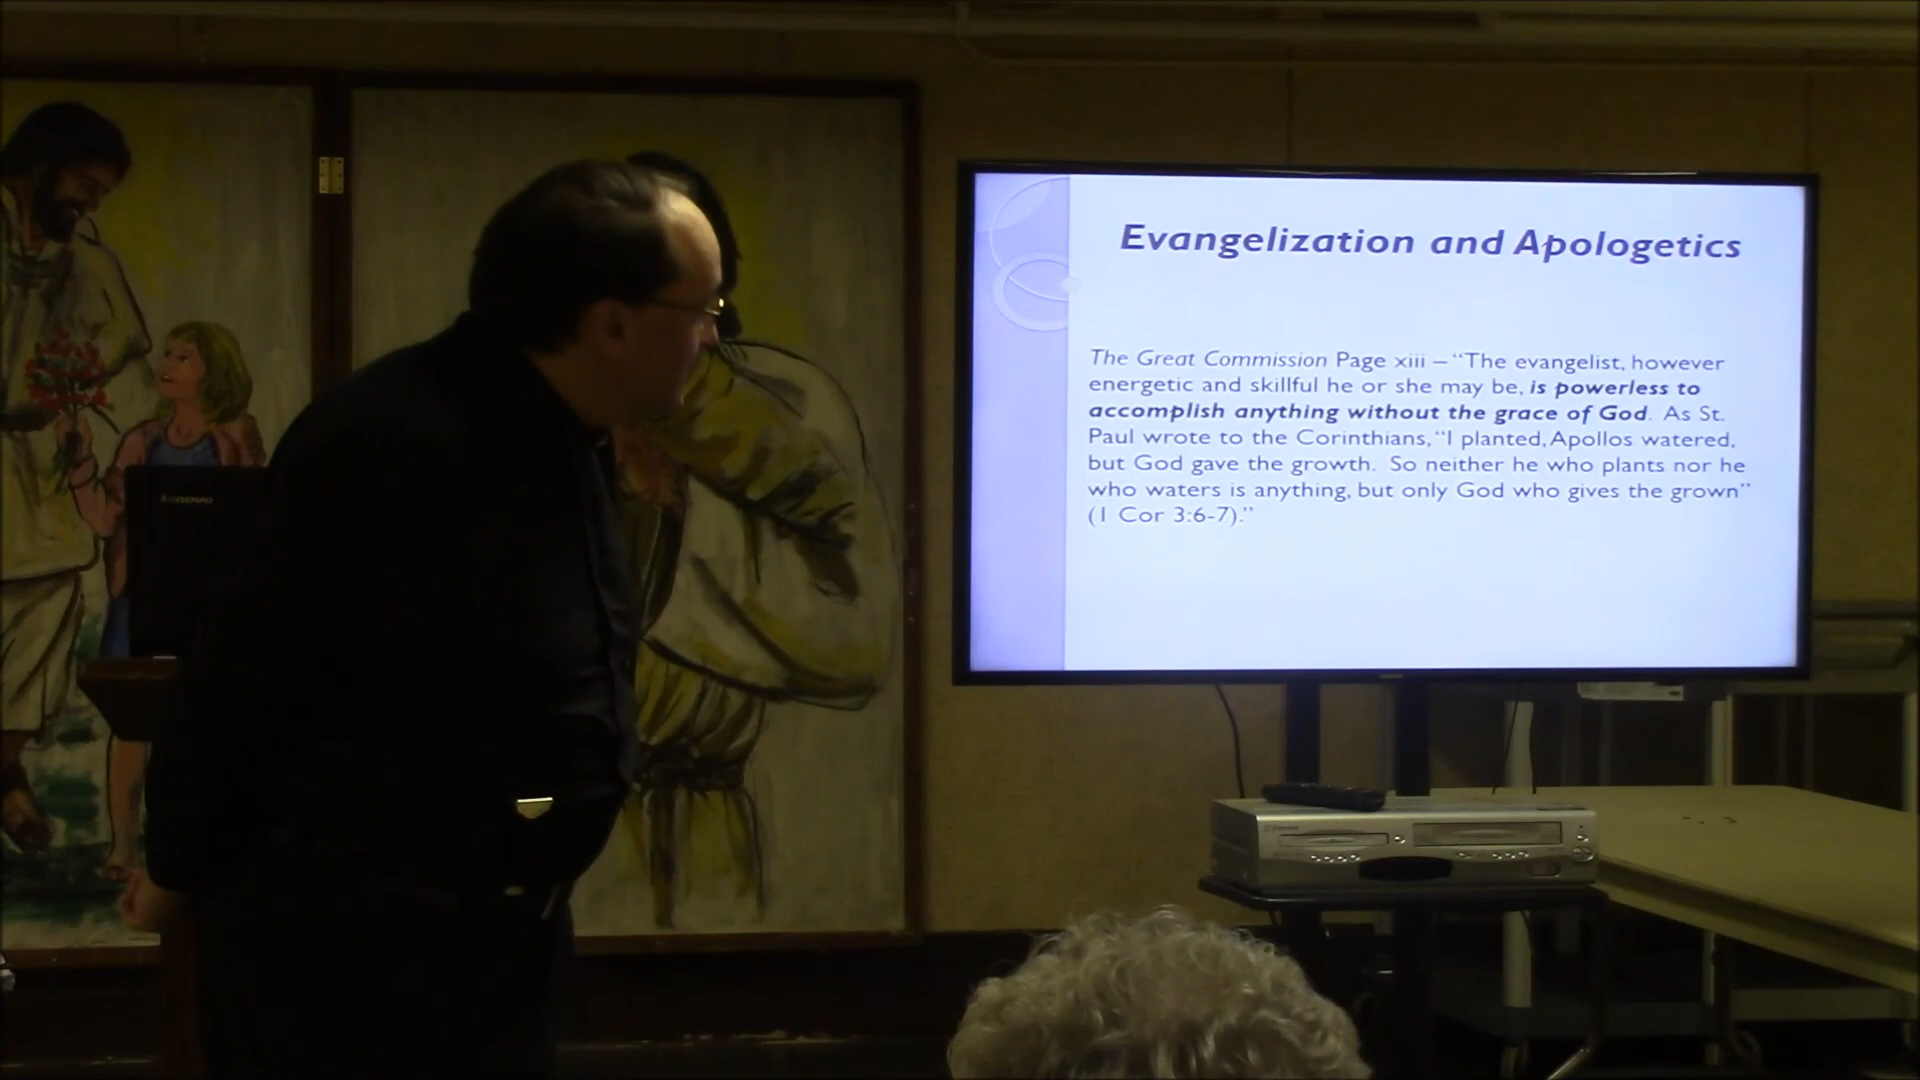 Evangelization and Apologetics
The Great Commission Page xiii – “The evangelist, however
energetic and skillful he or she may be, is powerless to
accomplish anything without the grace of God. As St.
Paul wrote to the Corinthians, “I planted, Apollos watered,
but God gave the growth. So neither he who plants nor he
who waters is anything, but only God who gives the grown”
(1 Cor 3:6-7).”
lenovo